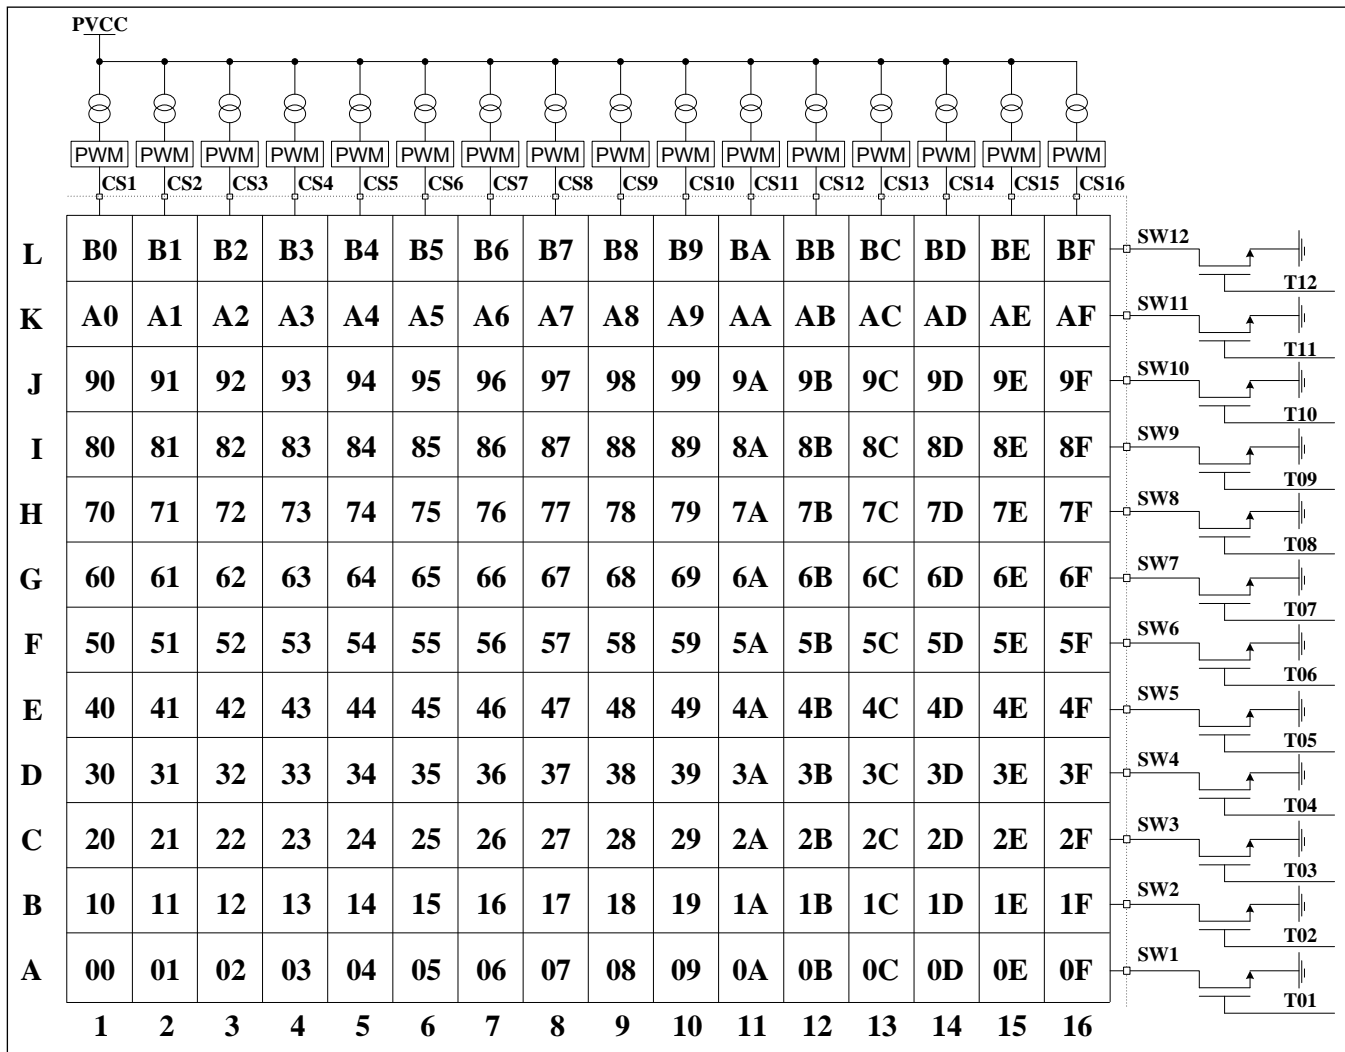 PVCC
PWM PWM PWM PWM PWM PWM PWM PWM PWM PWM PWM PWM PWM PWM PWM PWM
CS1 CS2 CS3 CS4 CS5 CS6 CS7 CS8 CS9 CS10 CS11 CS12 CS13 CS14 CS15 CS16
L B0 B1 B2 B3 B4 B5 B6 B7 B8 B9 BA BB BC BD BE BF SW12
T12
K A0 A1 A2 A3 A4 A5 A6 A7 A8 A9 AA AB AC AD AE AF SW11
T11
J 90 91 92 93 94 95 96 97 98 99 9A 9B 9C 9D 9E 9F SW10
T10
I 80 81 82 83 84 85 86 87 88 89 8A 8B 8C 8D 8E 8F SW9
T09
H 70 71 72 73 74 75 76 77 78 79 7A 7B 7C 7D 7E 7F SW8
T08
G 60 61 62 63 64 65 66 67 68 69 6A 6B 6C 6D 6E 6F SW7
T07
F 50 51 52 53 54 55 56 57 58 59 5A 5B 5C 5D 5E 5F SW6
T06
E 40 41 42 43 44 45 46 47 48 49 4A 4B 4C 4D 4E 4F SW5
T05
D 30 31 32 33 34 35 36 37 38 39 3A 3B 3C 3D 3E 3F SW4
T04
C 20 21 22 23 24 25 26 27 28 29 2A 2B 2C 2D 2E 2F SW3
T03
B 10 11 12 13 14 15 16 17 18 19 1A 1B 1C 1D 1E 1F SW2
T02
A 00 01 02 03 04 05 06 07 08 09 0A 0B 0C 0D 0E 0F SW1
T01
1 2 3 4 5 6 7 8 9 10 11 12 13 14 15 16